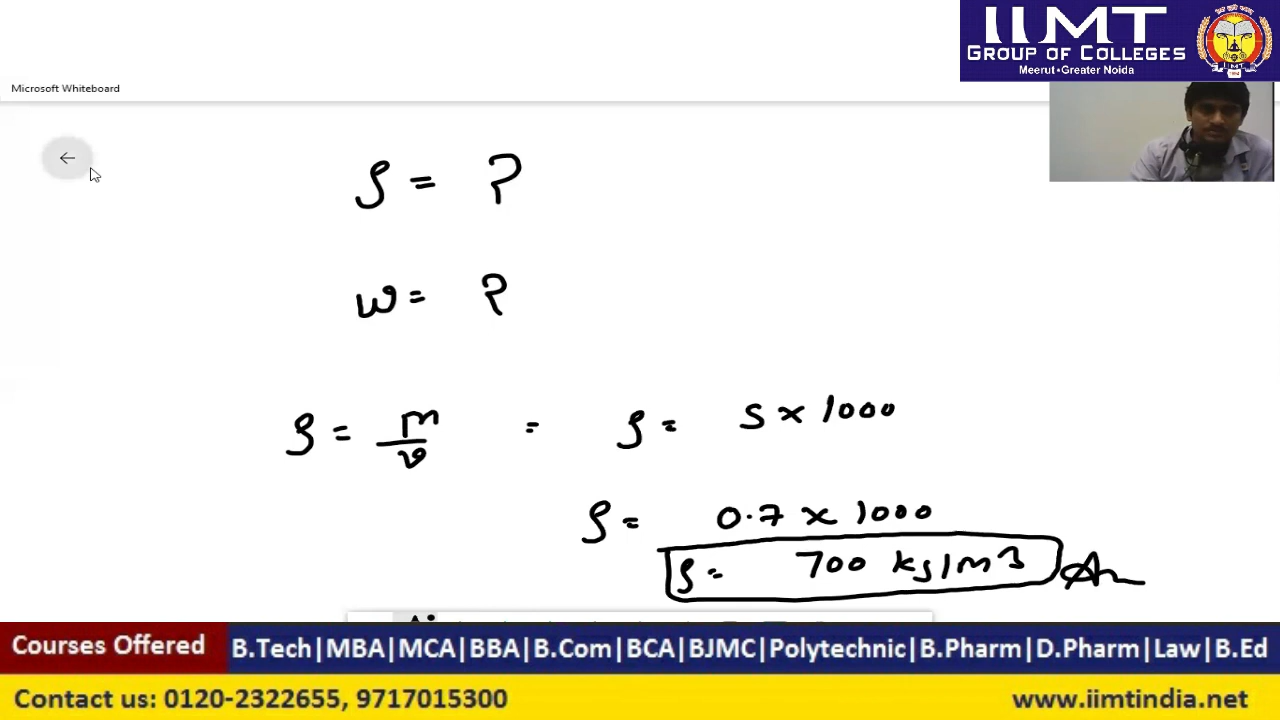 IIMT
GROUP OF COLLEGES
Meerut•Greater Noida
Microsoft Whiteboard
ρ = ?
w = ?
ρ = m/v = ρ = S × 1000
ρ = 0.7 × 1000
ρ = 700 kg/m3 An
Courses Offered B.Tech|MBA|MCA|BBA|B.Com|BCA|BJMC|Polytechnic|B.Pharm|D.Pharm|Law|B.Ed
Contact us: 0120-2322655, 9717015300 www.iimtindia.net